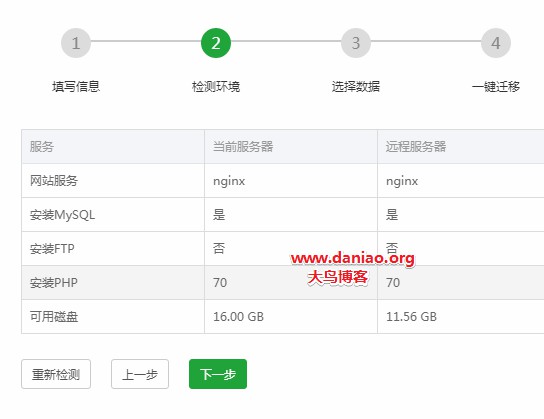 1 2 3 4
填写信息 检测环境 选择数据 一键迁移
服务 当前服务器 远程服务器
网站服务 nginx nginx
安装MySQL 是 是
安装FTP 否 否
www.daniao.org
大鸟博客
安装PHP 70 70
可用磁盘 16.00 GB 11.56 GB
重新检测 上一步 下一步